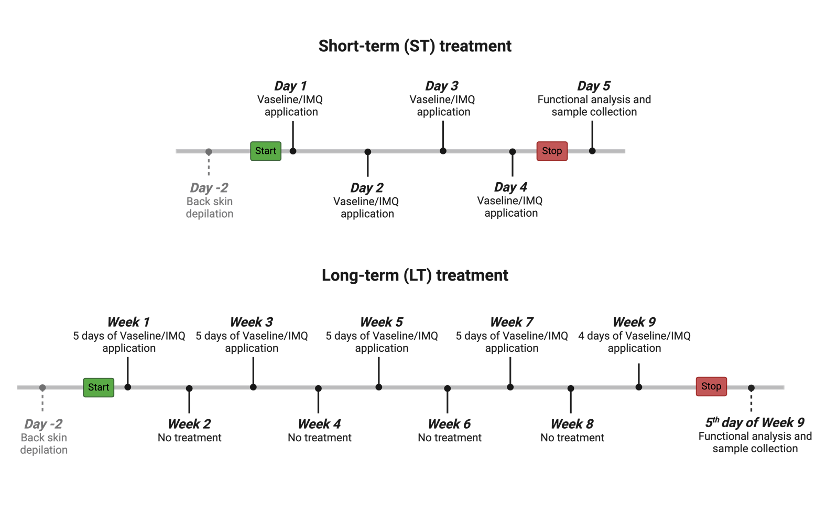 Short-term (ST) treatment
Day 1
Vaseline/IMQ
application
Day 3
Vaseline/IMQ
application
Day 5
Functional analysis and
sample collection
Start
Stop
Day -2
Back skin
depilation
Day 2
Vaseline/IMQ
application
Day 4
Vaseline/IMQ
application
Long-term (LT) treatment
Week 1
5 days of Vaseline/IMQ
application
Week 3
5 days of Vaseline/IMQ
application
Week 5
5 days of Vaseline/IMQ
application
Week 7
5 days of Vaseline/IMQ
application
Week 9
4 days of Vaseline/IMQ
application
Start
Stop
Day -2
Back skin
depilation
Week 2
No treatment
Week 4
No treatment
Week 6
No treatment
Week 8
No treatment
5th day of Week 9
Functional analysis and
sample collection